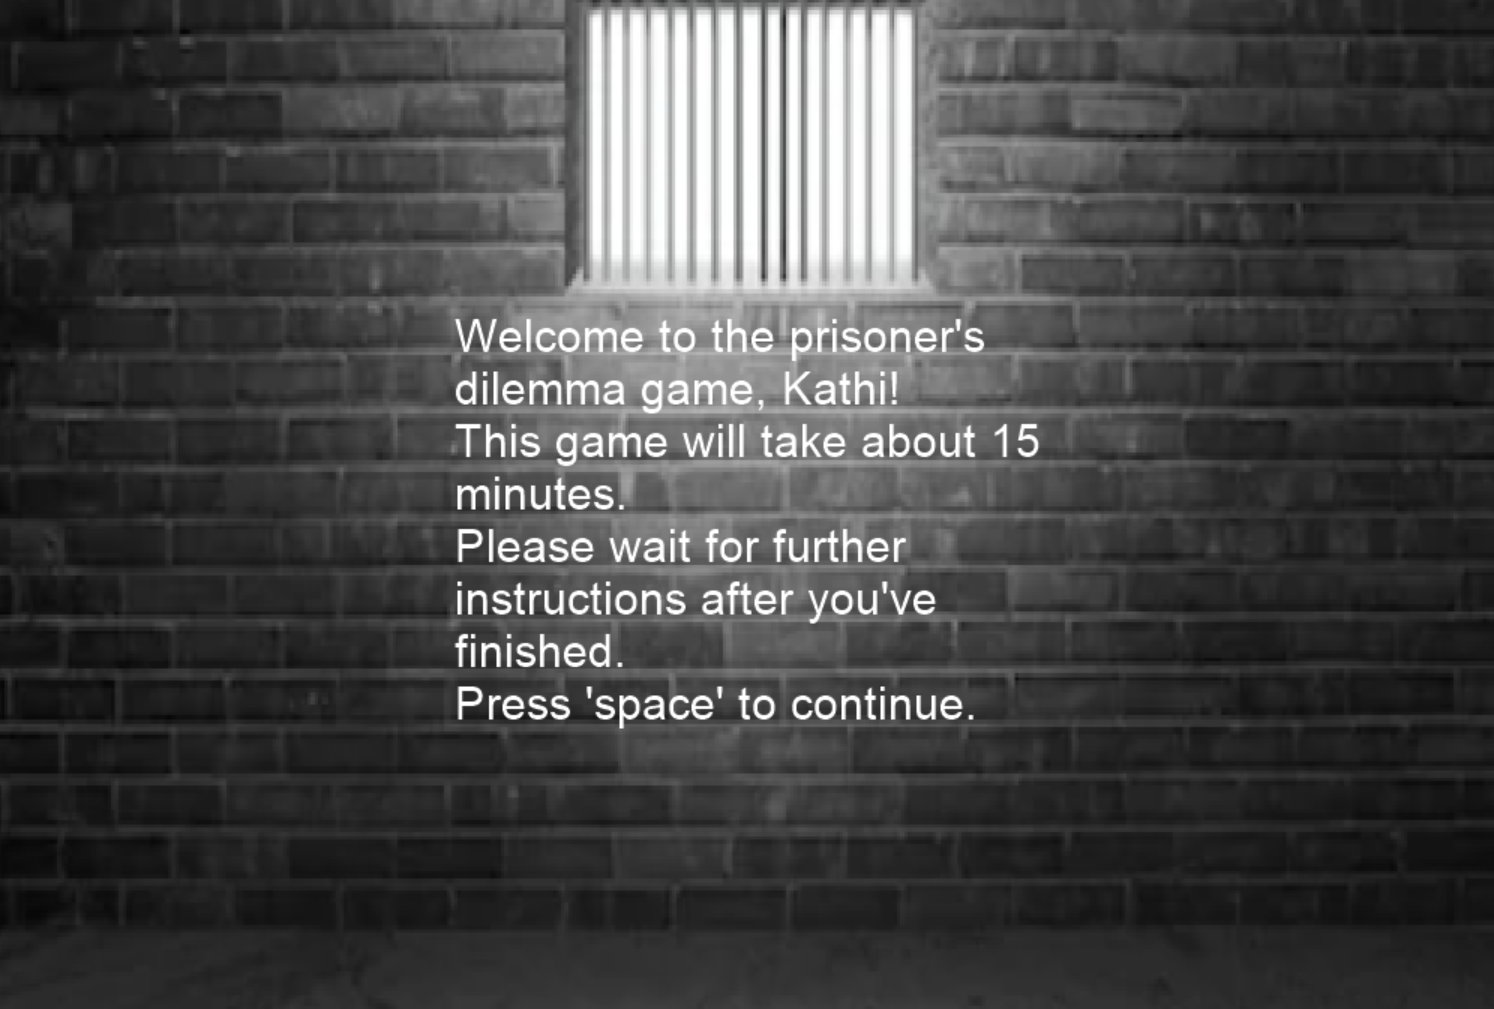 Welcome to the prisoner's
dilemma game, Kathi!
This game will take about 15
minutes.
Please wait for further
instructions after you've
finished.
Press 'space' to continue.